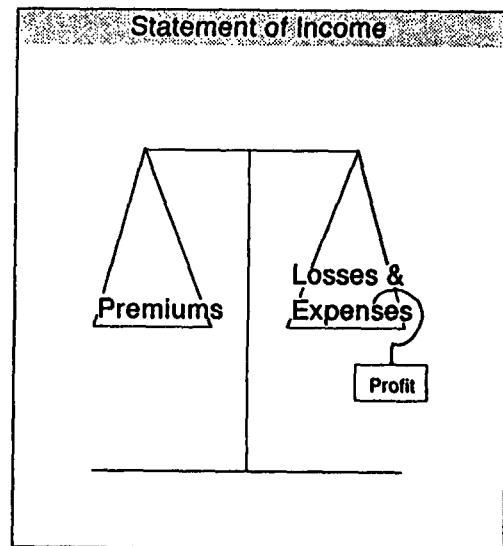 Statement of Income
Premiums
Losses &
Expenses
Profit